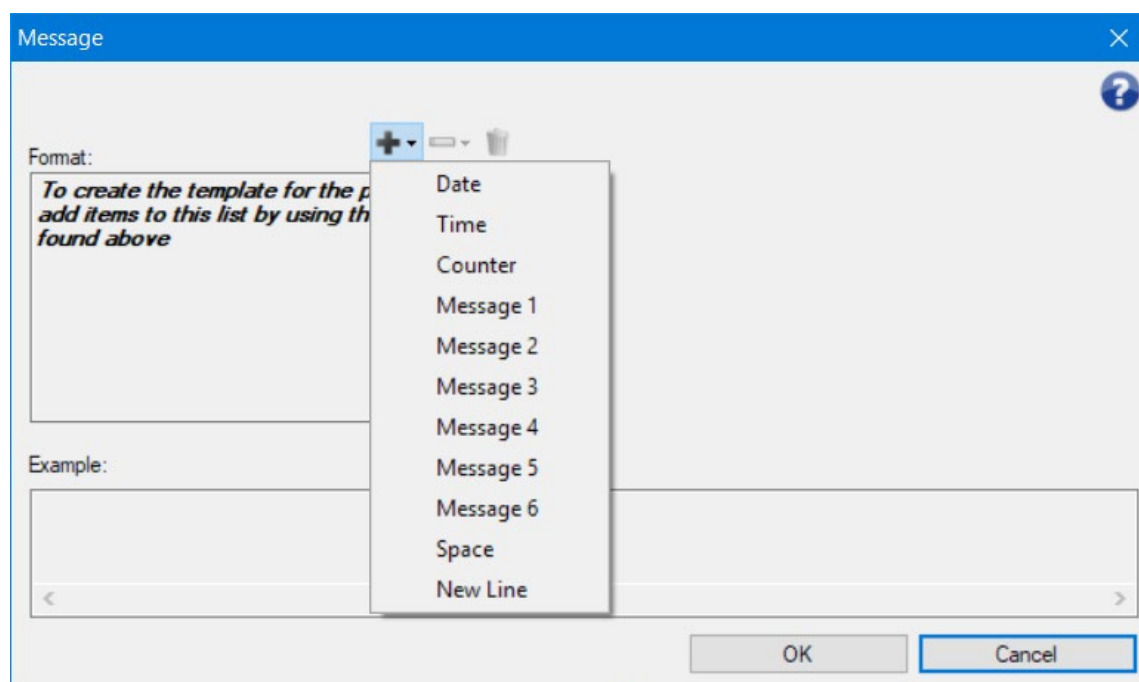 Message
Format:
To create the template for the p
add items to this list by using th
found above
Date
Time
Counter
Message 1
Message 2
Message 3
Message 4
Message 5
Message 6
Space
New Line
Example:
OK
Cancel